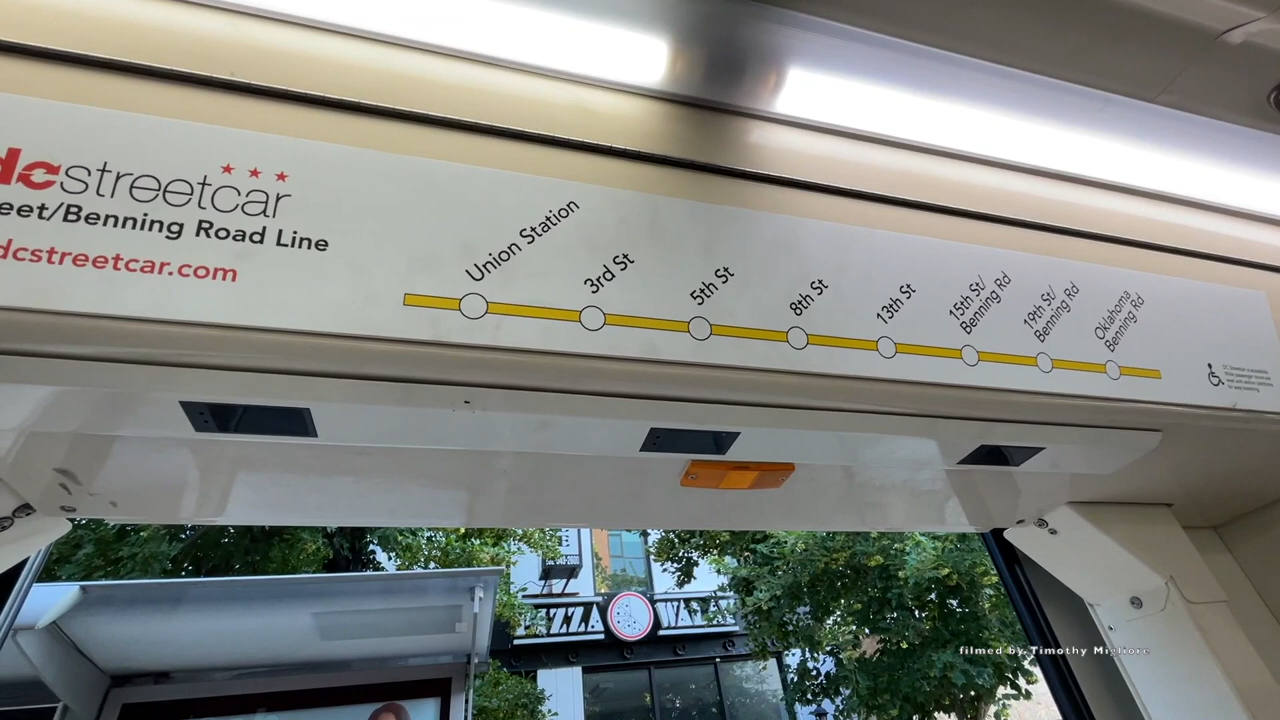 dcstreetcar
eet/Benning Road Line
dcstreetcar.com
Union Station
3rd St
5th St
8th St
13th St
15th St/
Benning Rd
19th St/
Benning Rd
Oklahoma
Benning Rd
filmed by Timothy Migliore